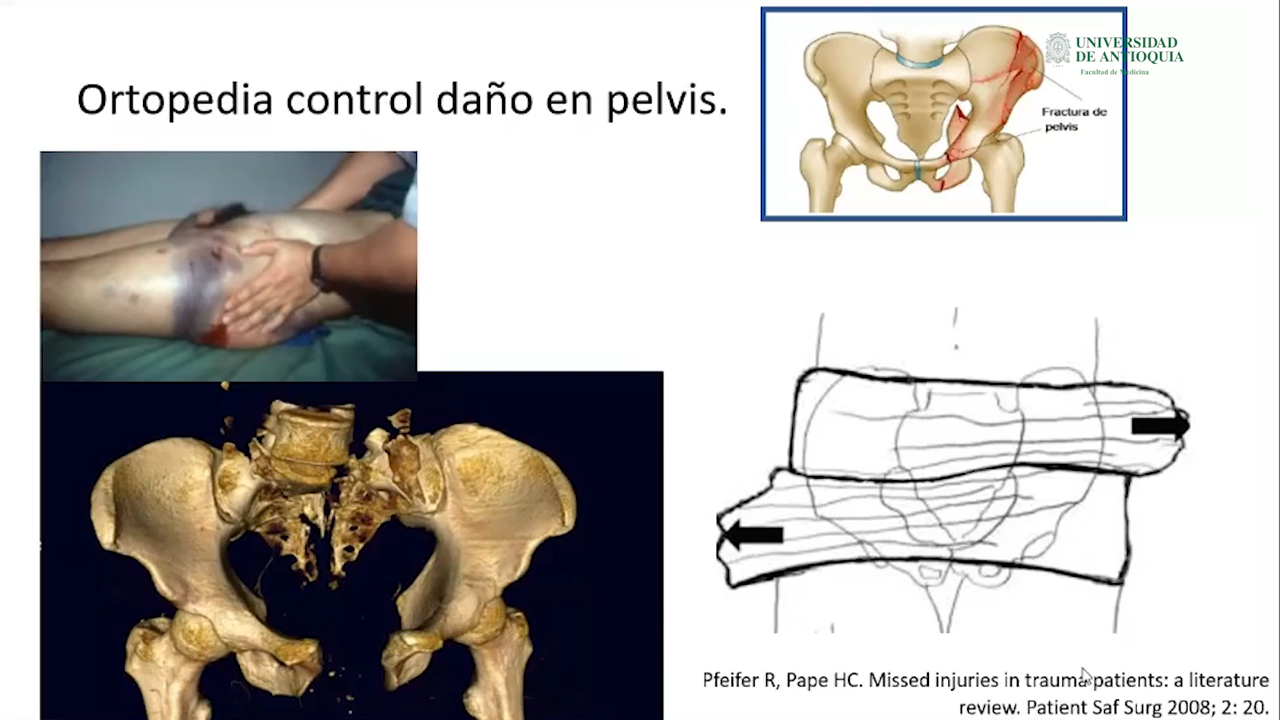 Ortopedia control daño en pelvis.
UNIVERSIDAD
DE ANTIOQUIA
Facultad de Medicina
Fractura de
pelvis
Pfeifer R, Pape HC. Missed injuries in trauma patients: a literature
review. Patient Saf Surg 2008; 2: 20.